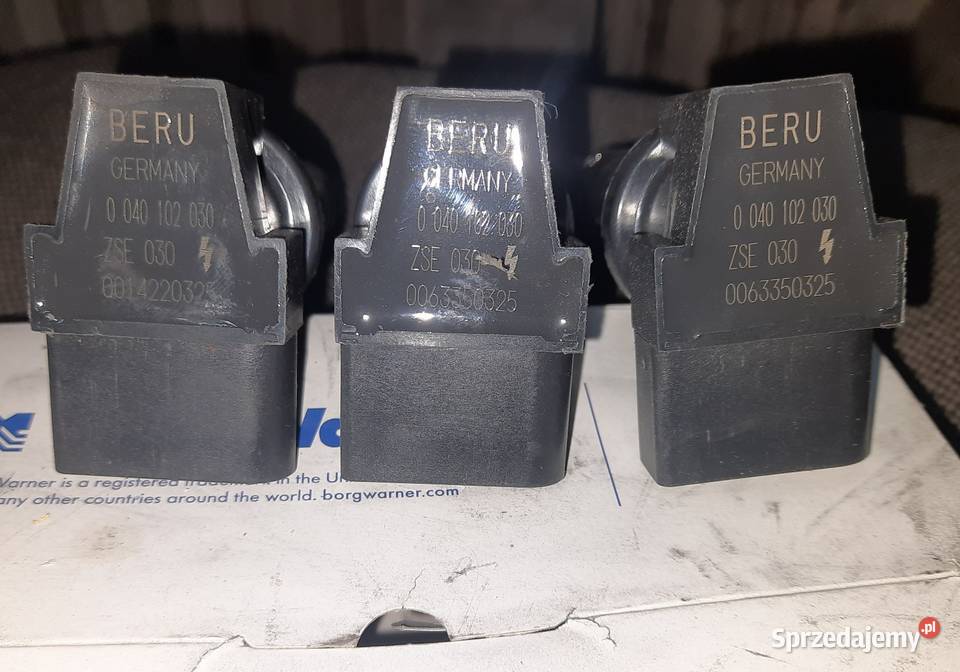 BERU
GERMANY
0 040 102 030
ZSE 030
0014220325
BERU
GERMANY
0 040 102 030
ZSE 030
0063350325
BERU
GERMANY
0 040 102 030
ZSE 030
0063350325
Warner is a registered trademark in the
any other countries around the world. borgwarner.com
Sprzedajemy.pl